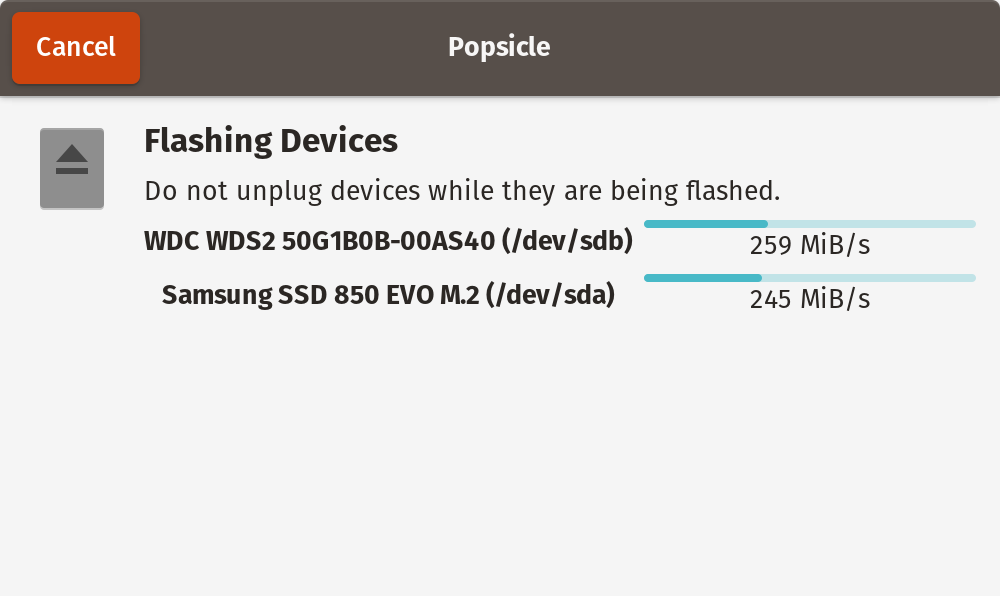 Cancel
Popsicle
Flashing Devices
Do not unplug devices while they are being flashed.
WDC WDS2 50G1B0B-00AS40 (/dev/sdb)
259 MiB/s
Samsung SSD 850 EVO M.2 (/dev/sda)
245 MiB/s